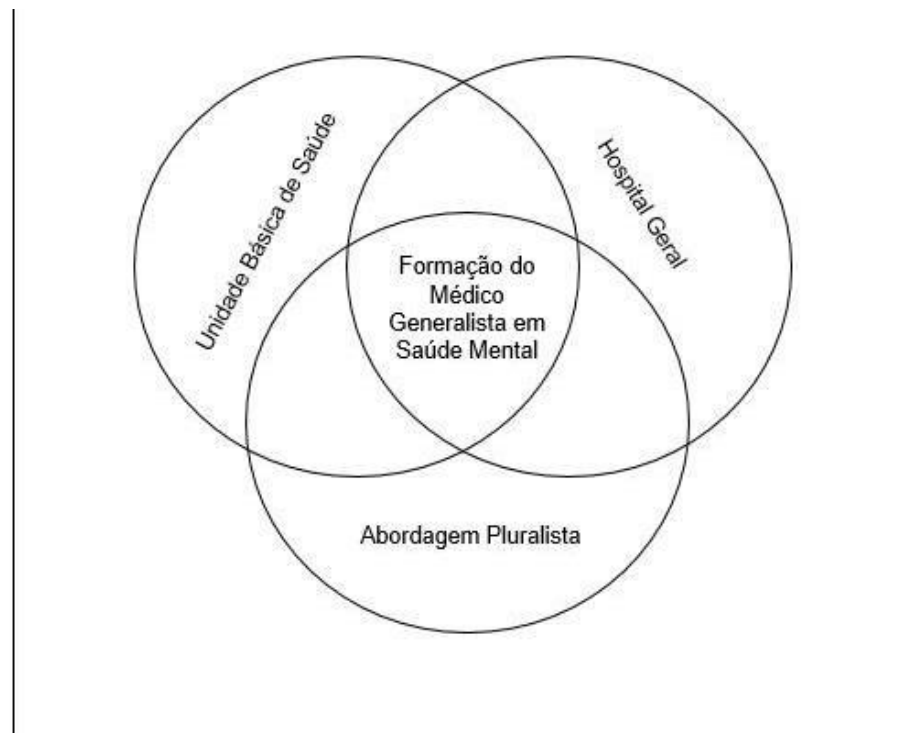 Unidade Básica de Saúde
Hospital Geral
Formação do
Médico
Generalista em
Saúde Mental
Abordagem Pluralista